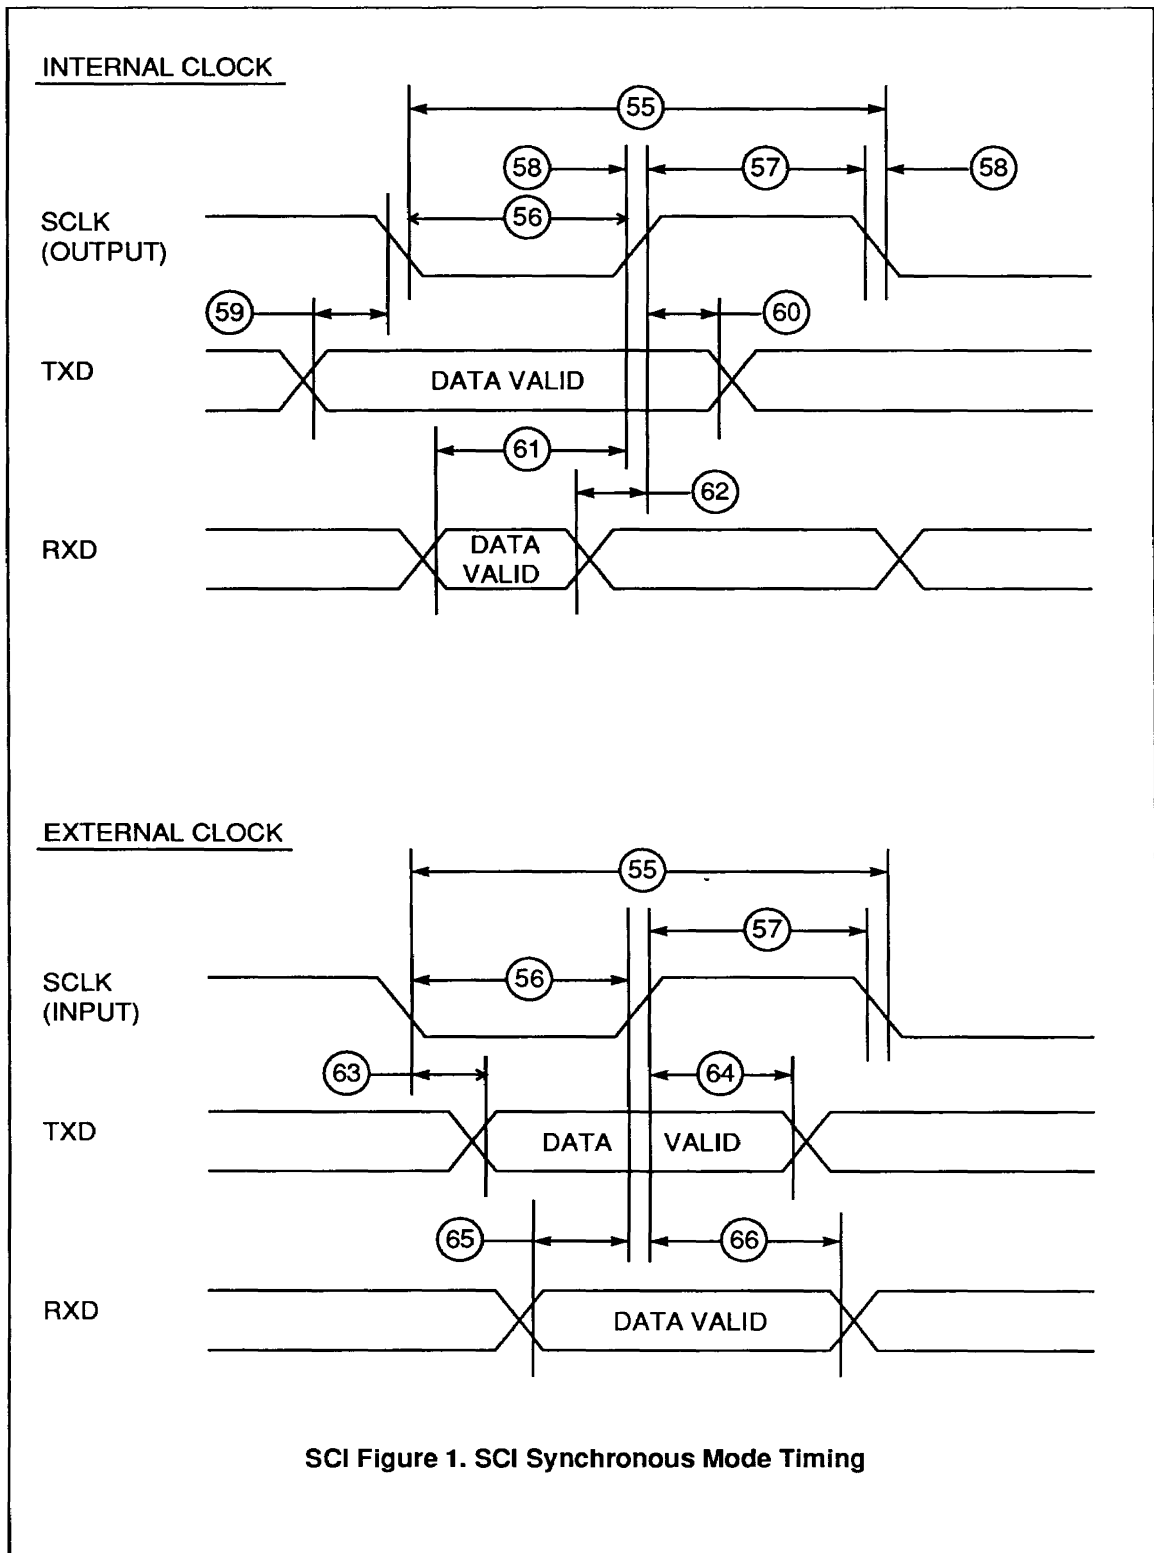 INTERNAL CLOCK
55
58
57
58
SCLK
(OUTPUT)
56
59
60
TXD
DATA VALID
61
62
RXD
DATA
VALID
EXTERNAL CLOCK
55
57
SCLK
(INPUT)
56
63
64
TXD
DATA VALID
65
66
RXD
DATA VALID
SCI Figure 1. SCI Synchronous Mode Timing